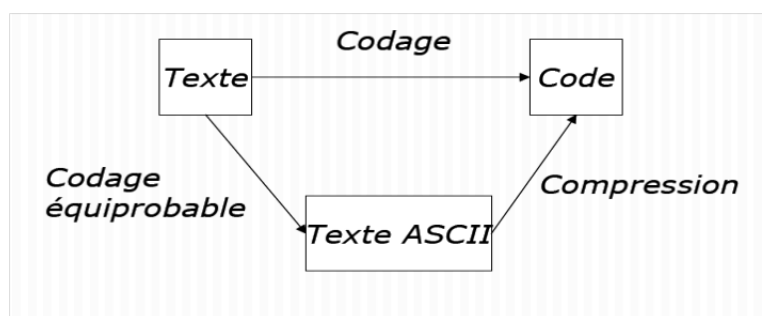 Codage
Texte
Code
Codage
équiprobable
Compression
Texte ASCII